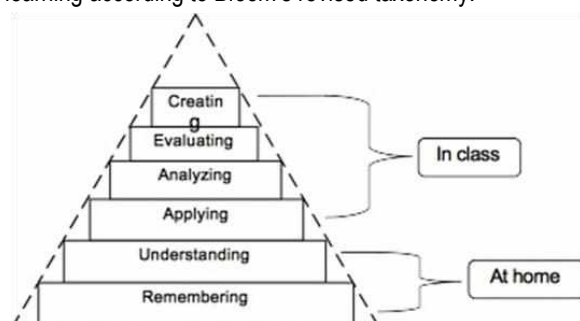 learning according to Bloom's revised taxonomy.
Creatin
g
Evaluating
In class
Analyzing
Applying
Understanding
At home
Remembering